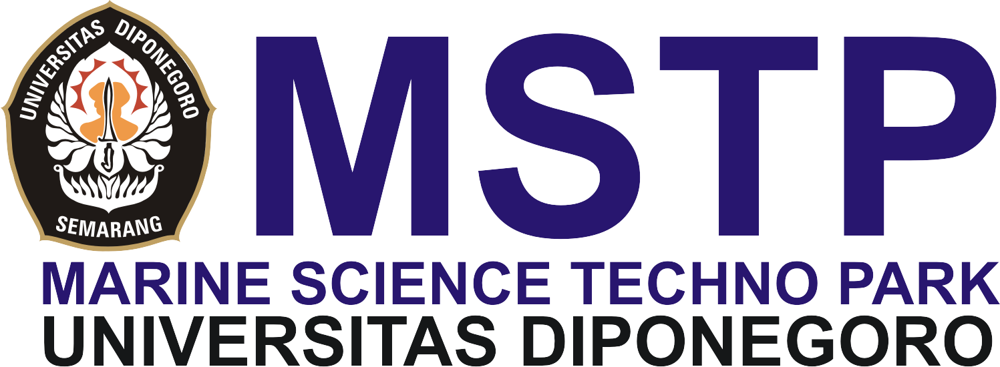 UNIVERSITAS DIPONEGORO
SEMARANG
MSTP
MARINE SCIENCE TECHNO PARK
UNIVERSITAS DIPONEGORO